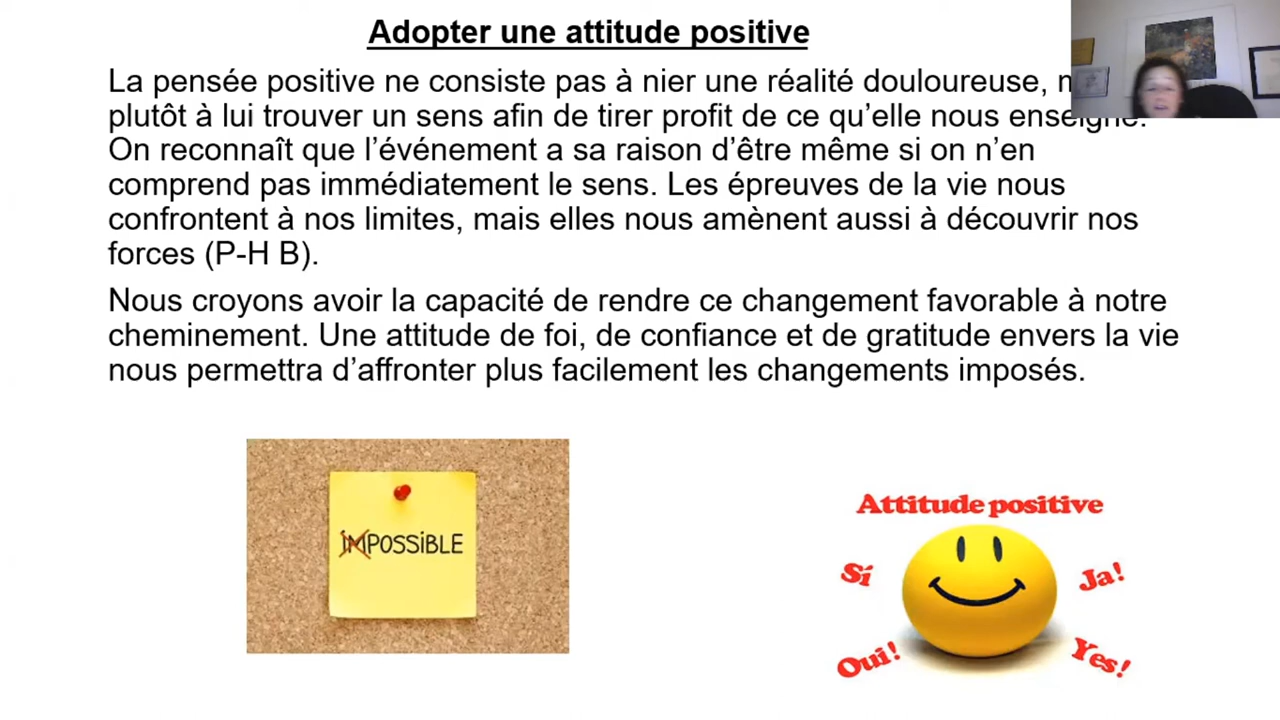 Adopter une attitude positive
La pensée positive ne consiste pas à nier une réalité douloureuse,
plutôt à lui trouver un sens afin de tirer profit de ce qu’elle nous enseigne.
On reconnaît que l’événement a sa raison d’être même si on n’en
comprend pas immédiatement le sens. Les épreuves de la vie nous
confrontent à nos limites, mais elles nous amènent aussi à découvrir nos
forces (P-H B).
Nous croyons avoir la capacité de rendre ce changement favorable à notre
cheminement. Une attitude de foi, de confiance et de gratitude envers la vie
nous permettra d’affronter plus facilement les changements imposés.
IMPOSSiBLE
Attitude positive
Sí
Ja!
Oui!
Yes!